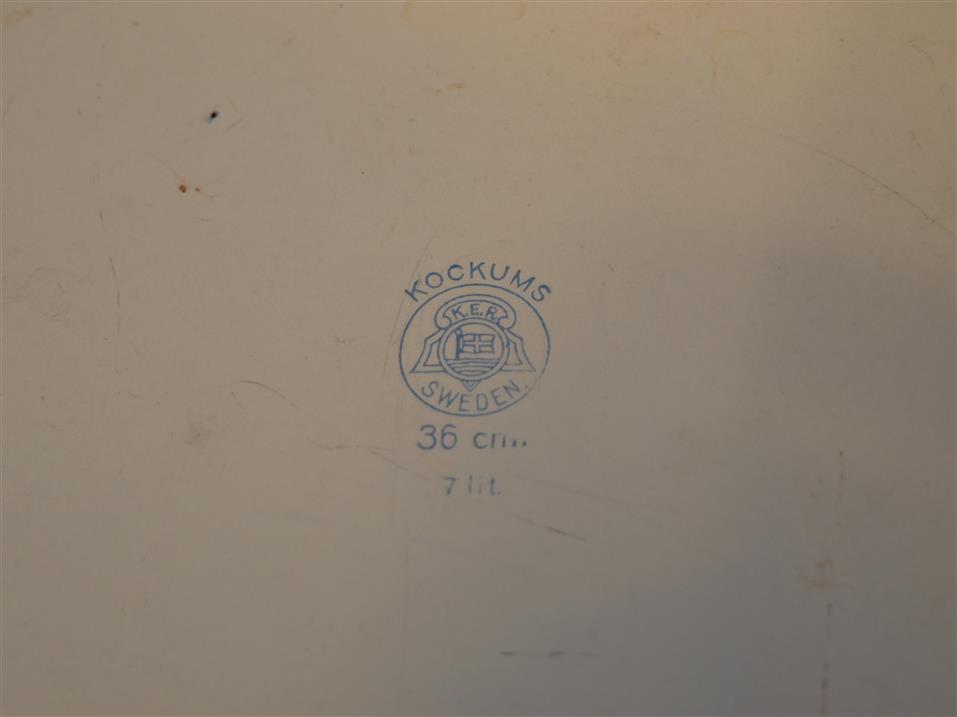 KOCKUMS
K.E.R.
SWEDEN.
36 cm.
7 lit.